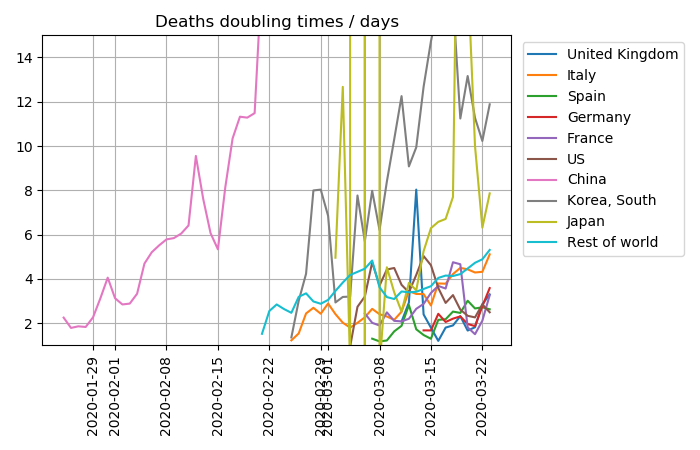 Deaths doubling times / days
14
12
10
8
6
4
2
2020-01-29
2020-02-01
2020-02-08
2020-02-15
2020-02-22
2020-02-29
2020-03-01
2020-03-08
2020-03-15
2020-03-22
United Kingdom
Italy
Spain
Germany
France
US
China
Korea, South
Japan
Rest of world